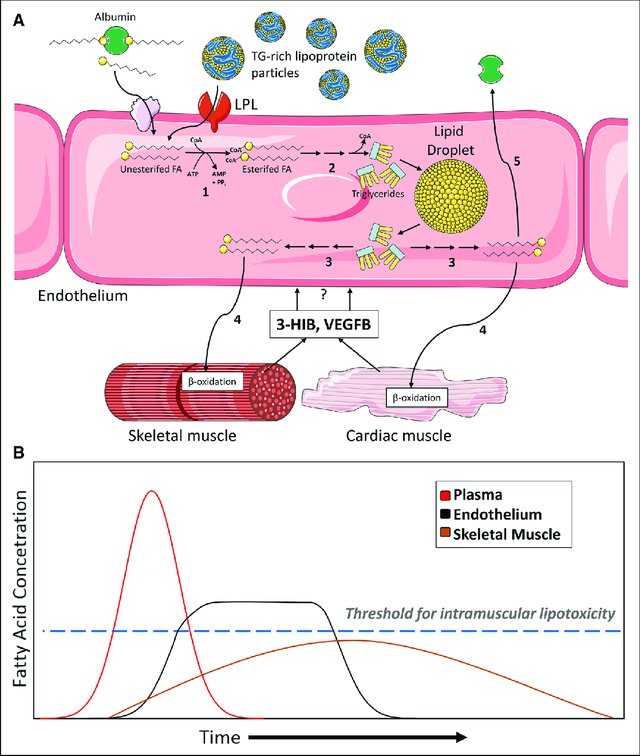 A
Albumin
TG-rich lipoprotein
particles
LPL
CoA
CoA
CoA
CoA
Unesterifed FA
ATP
AMP
+ PPi
1
Esterifed FA
2
Triglycerides
Lipid
Droplet
5
3
3
Endothelium
?
4
3-HIB, VEGFB
4
β-oxidation
β-oxidation
Skeletal muscle
Cardiac muscle
B
Fatty Acid Concetration
Plasma
Endothelium
Skeletal Muscle
Threshold for intramuscular lipotoxicity
Time